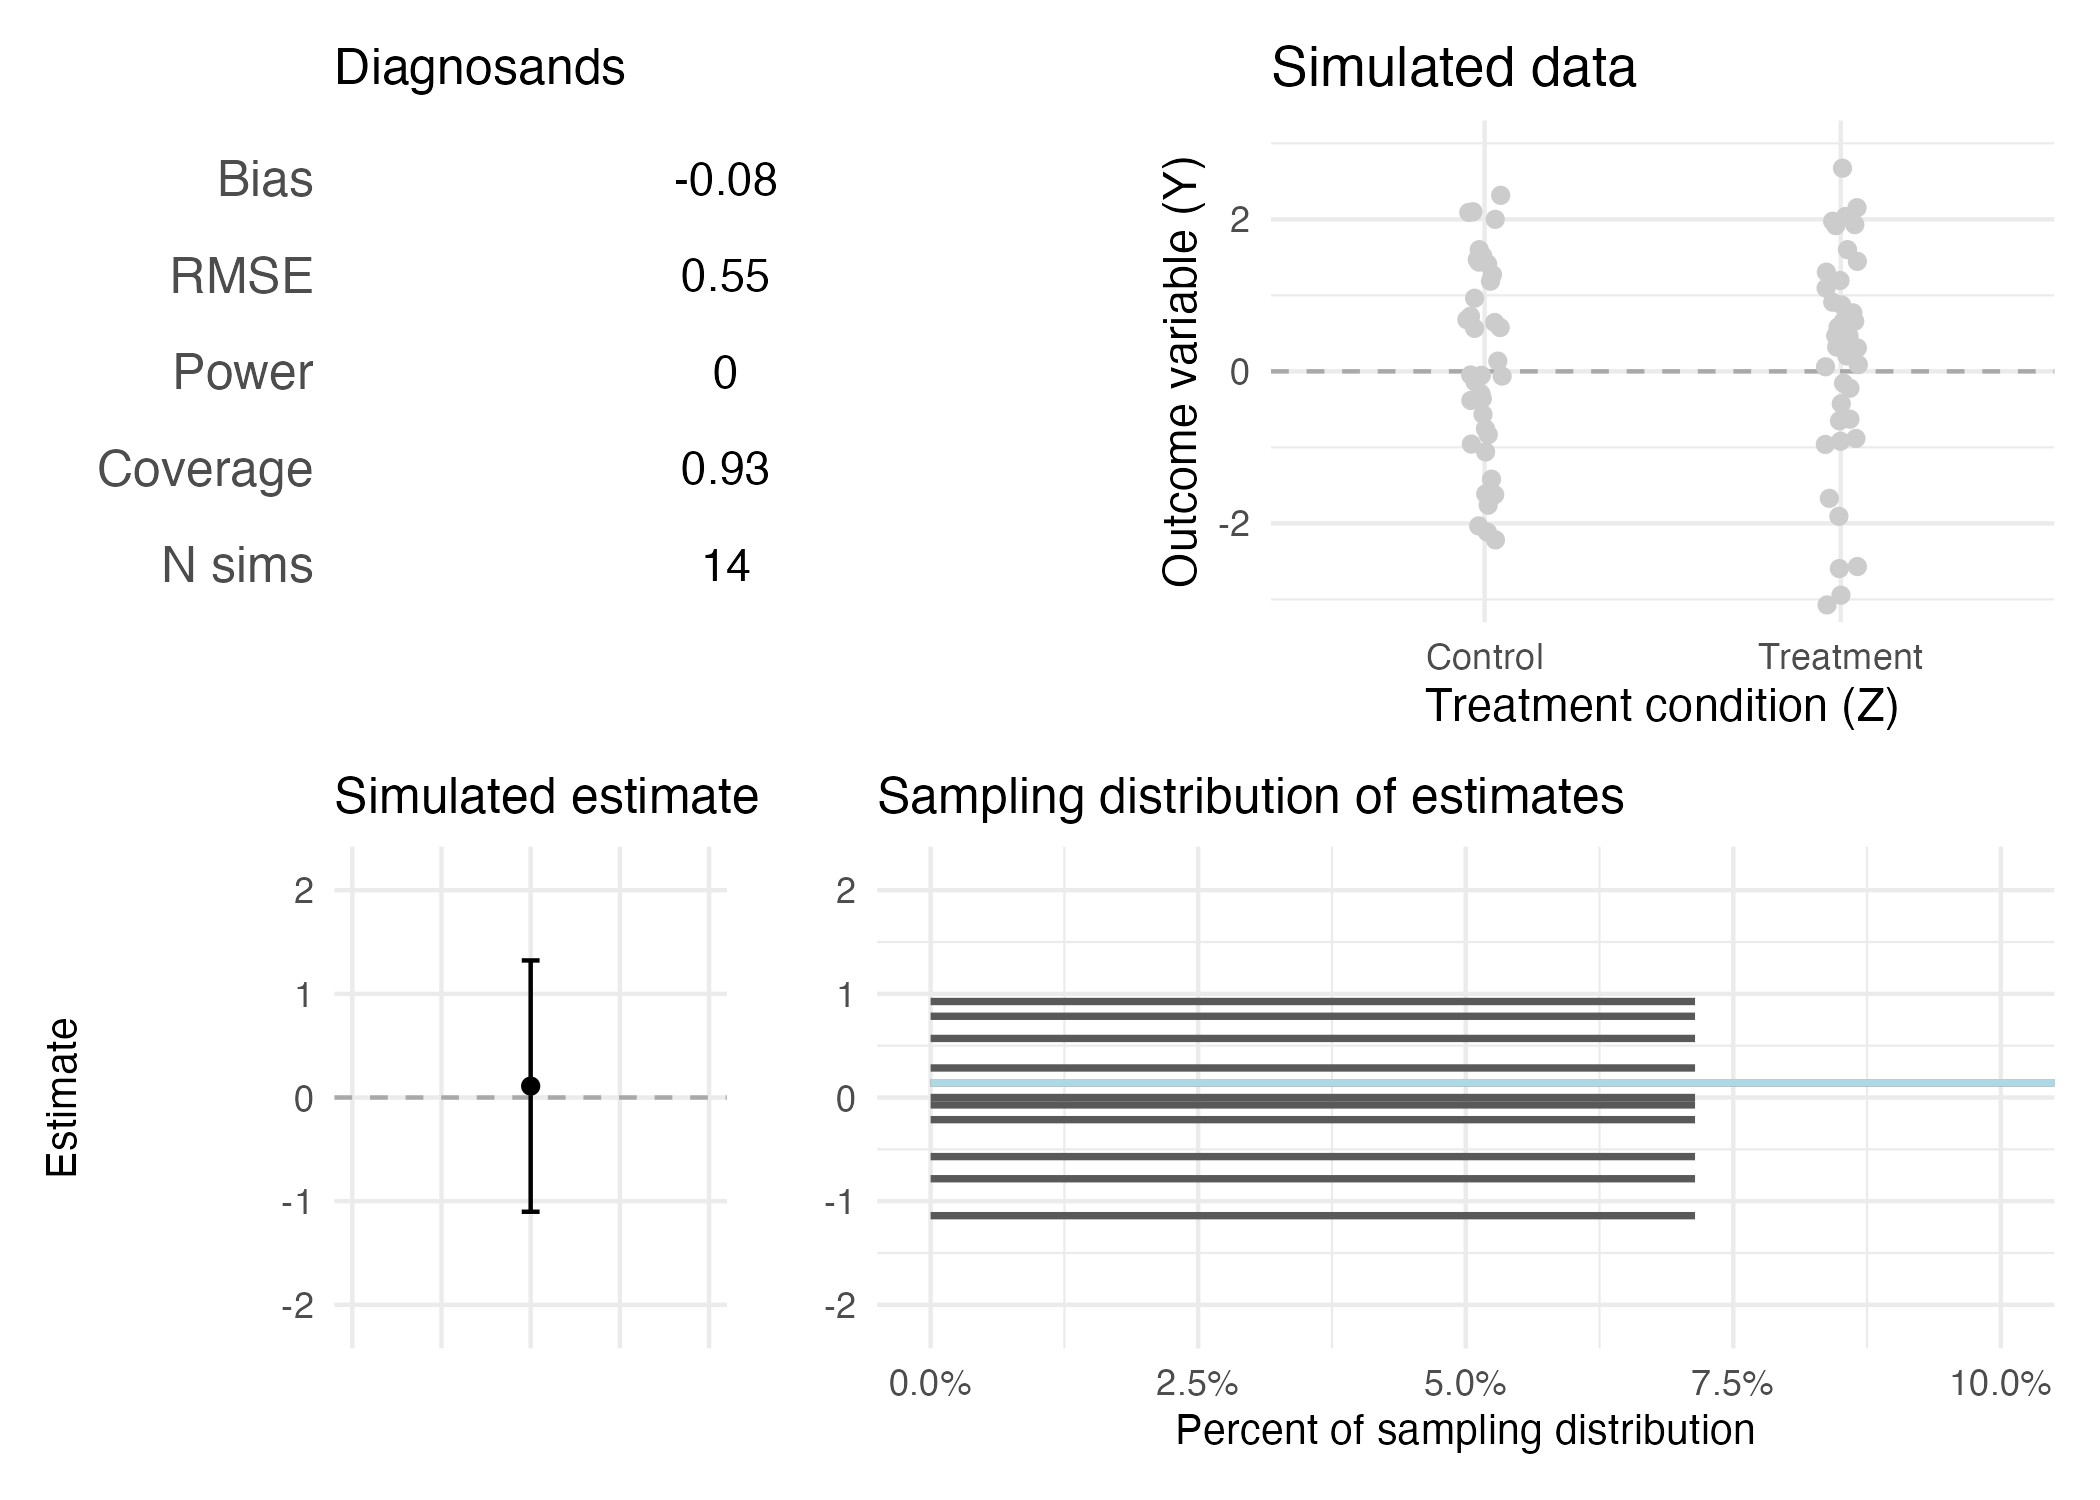 Diagnosands
Bias -0.08
RMSE 0.55
Power 0
Coverage 0.93
N sims 14
Simulated data
Outcome variable (Y)
2
0
-2
Control Treatment
Treatment condition (Z)
Simulated estimate
Estimate
2
1
0
-1
-2
Sampling distribution of estimates
2
1
0
-1
-2
0.0% 2.5% 5.0% 7.5% 10.0%
Percent of sampling distribution